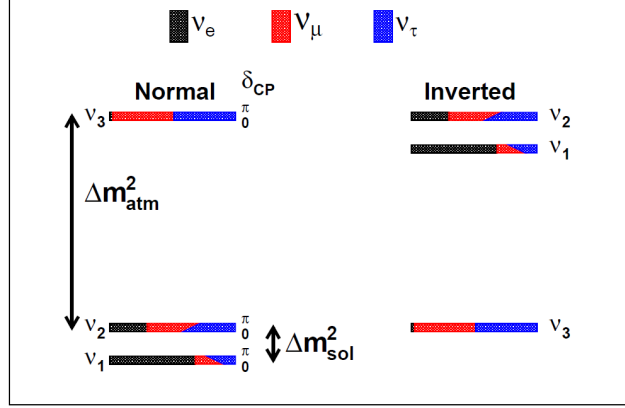 νe νμ ντ
Normal δCP Inverted
ν3 π 0 ν2
ν1
Δm²atm
ν2 π 0 Δm²sol ν3
ν1 π 0